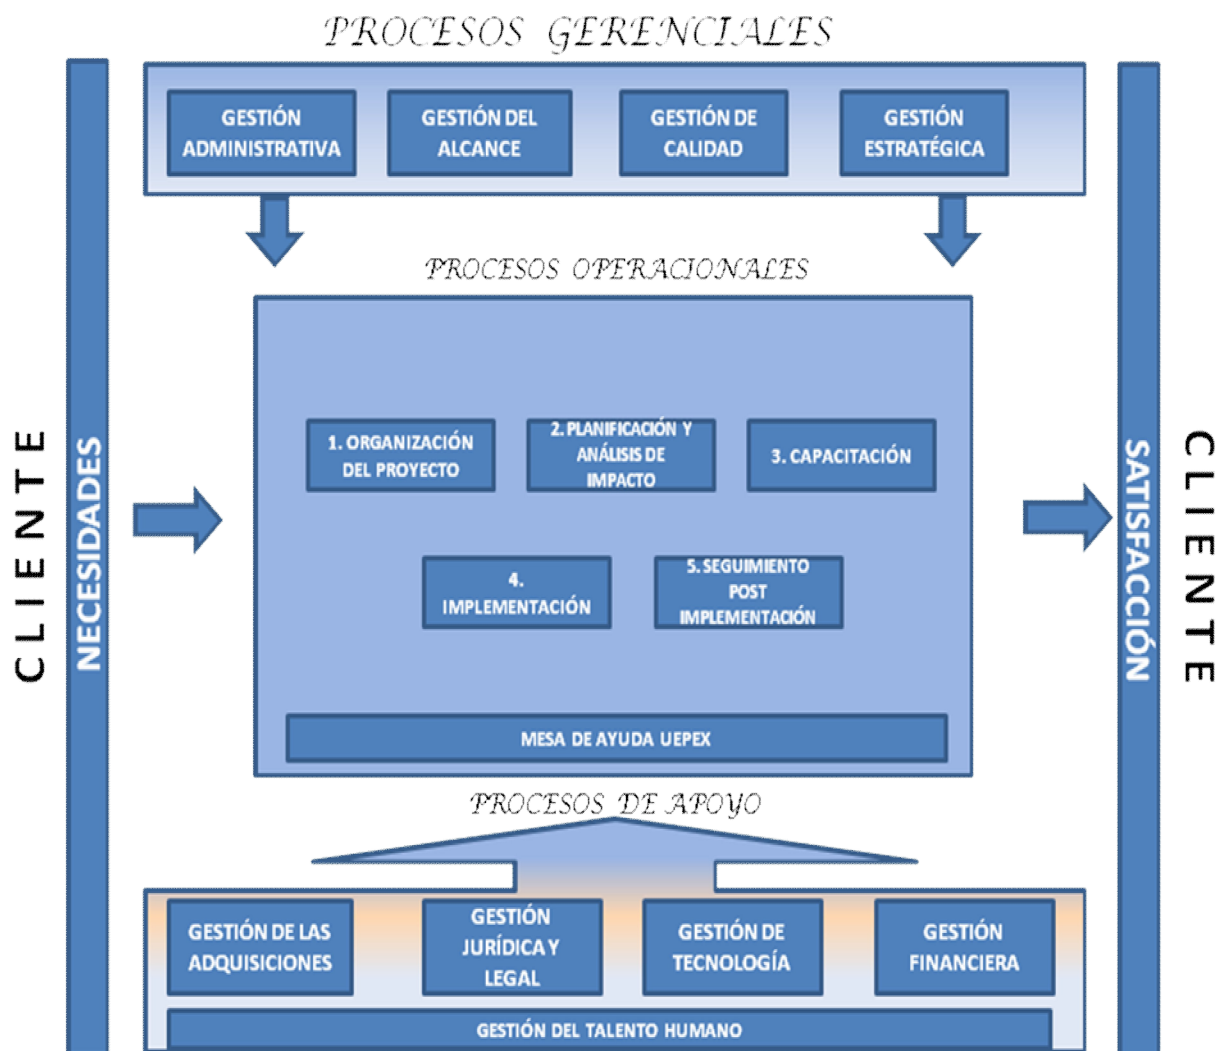 PROCESOS GERENCIALES
GESTIÓN
ADMINISTRATIVA
GESTIÓN DEL
ALCANCE
GESTIÓN DE
CALIDAD
GESTIÓN
ESTRATÉGICA
CLIENTE
NECESIDADES
PROCESOS OPERACIONALES
1. ORGANIZACIÓN
DEL PROYECTO
2. PLANIFICACIÓN Y
ANÁLISIS DE
IMPACTO
3. CAPACITACIÓN
4.
IMPLEMENTACIÓN
5. SEGUIMIENTO
POST
IMPLEMENTACIÓN
MESA DE AYUDA UEPEX
SATISFACCIÓN
CLIENTE
PROCESOS DE APOYO
GESTIÓN DE LAS
ADQUISICIONES
GESTIÓN
JURÍDICA Y
LEGAL
GESTIÓN DE
TECNOLOGÍA
GESTIÓN
FINANCIERA
GESTIÓN DEL TALENTO HUMANO